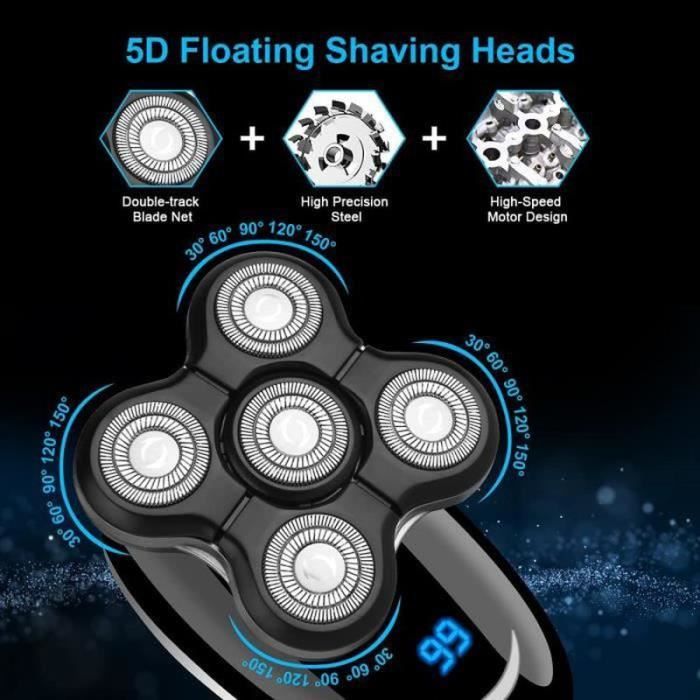 5D Floating Shaving Heads
Double-track
Blade Net
+
High Precision
Steel
+
High-Speed
Motor Design
30° 60° 90° 120° 150°
30° 60° 90° 120° 150°
30° 60° 90° 120° 150°
30° 60° 90° 120° 150°
99